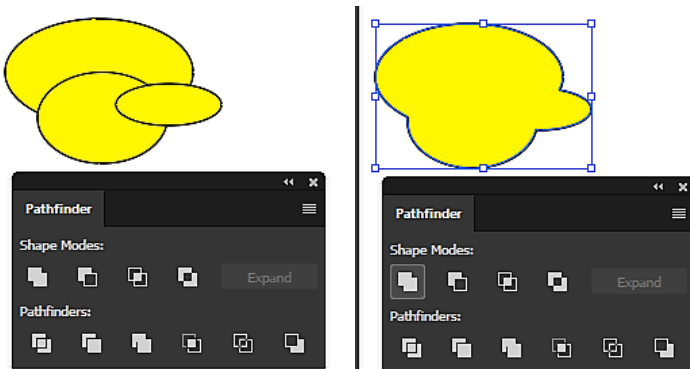 Pathfinder
Shape Modes:
Expand
Pathfinders:
Pathfinder
Shape Modes:
Expand
Pathfinders: